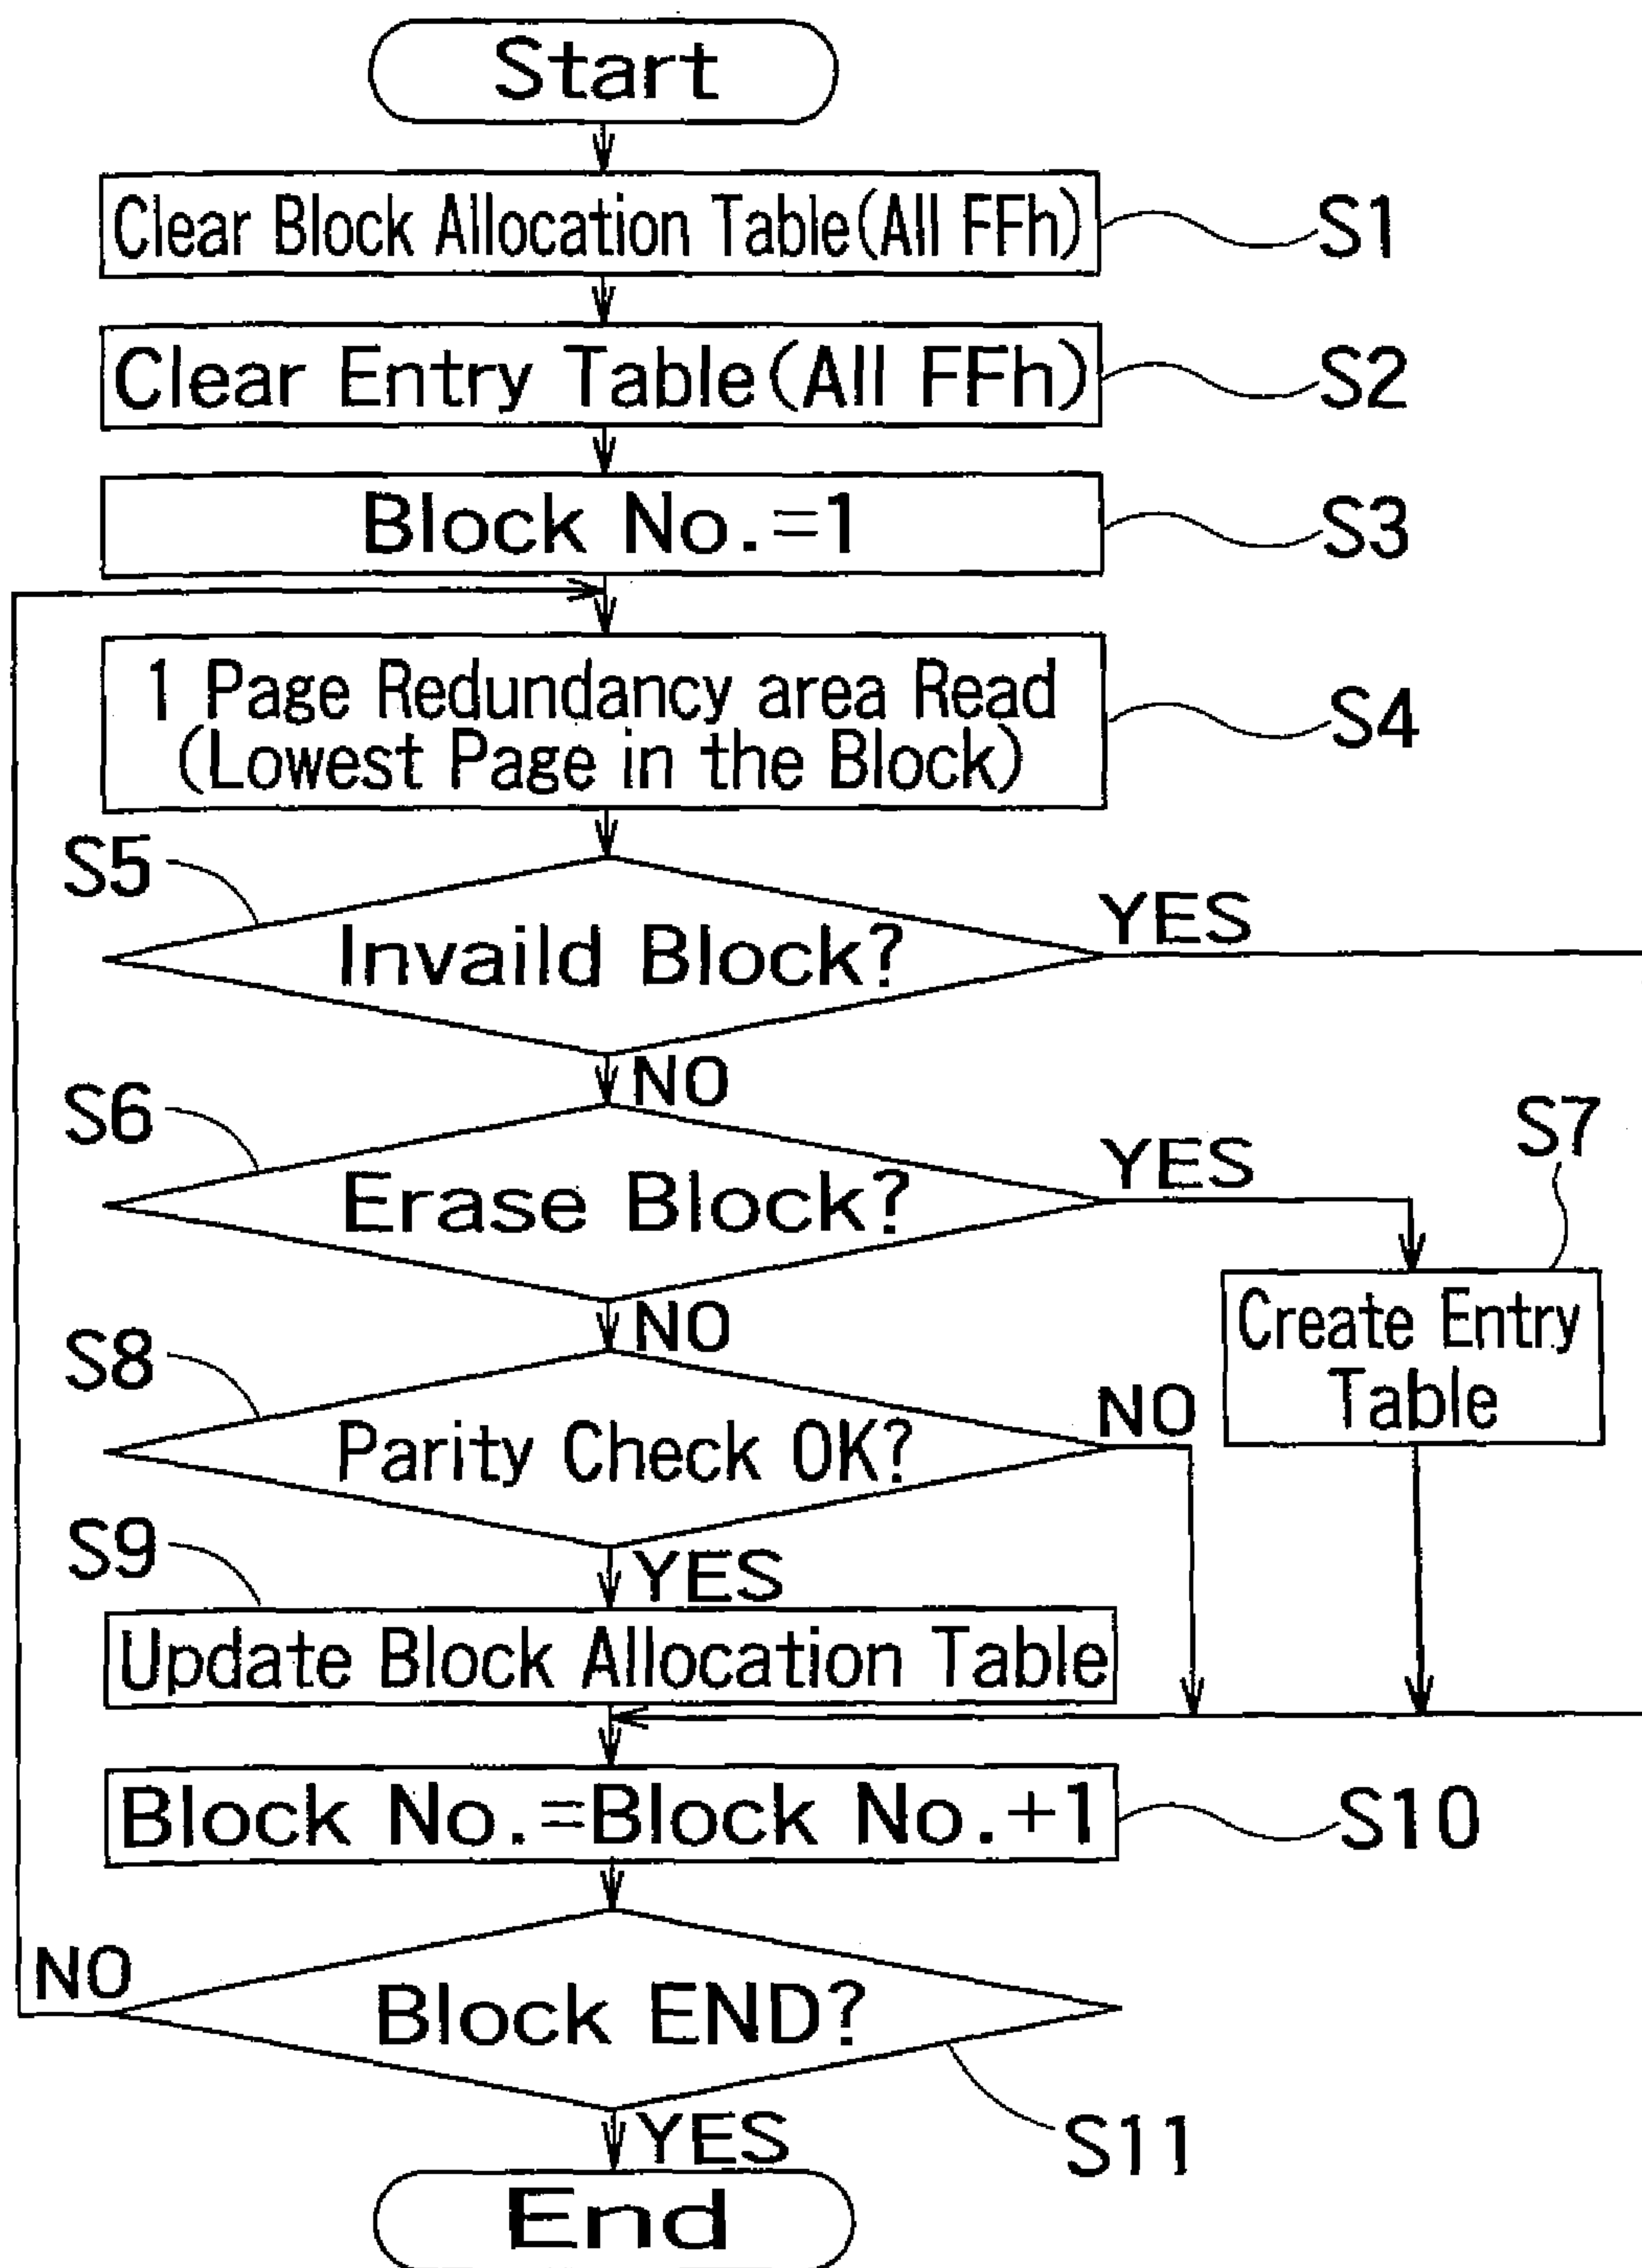 Start
Clear Block Allocation Table(All FFh)
S1
Clear Entry Table(All FFh)
S2
Block No.=1
S3
1 Page Redundancy area Read
(Lowest Page in the Block)
S4
S5
Invaild Block?
YES
NO
S6
Erase Block?
YES
S7
Create Entry
Table
NO
S8
Parity Check OK?
NO
YES
S9
Update Block Allocation Table
Block No.=Block No.+1
S10
NO
Block END?
S11
YES
End